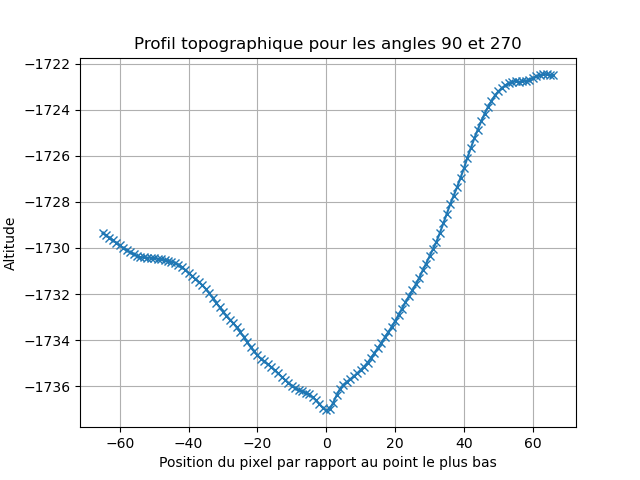 Profil topographique pour les angles 90 et 270
−1722
−1724
−1726
−1728
−1730
−1732
−1734
−1736
Altitude
−60 −40 −20 0 20 40 60
Position du pixel par rapport au point le plus bas